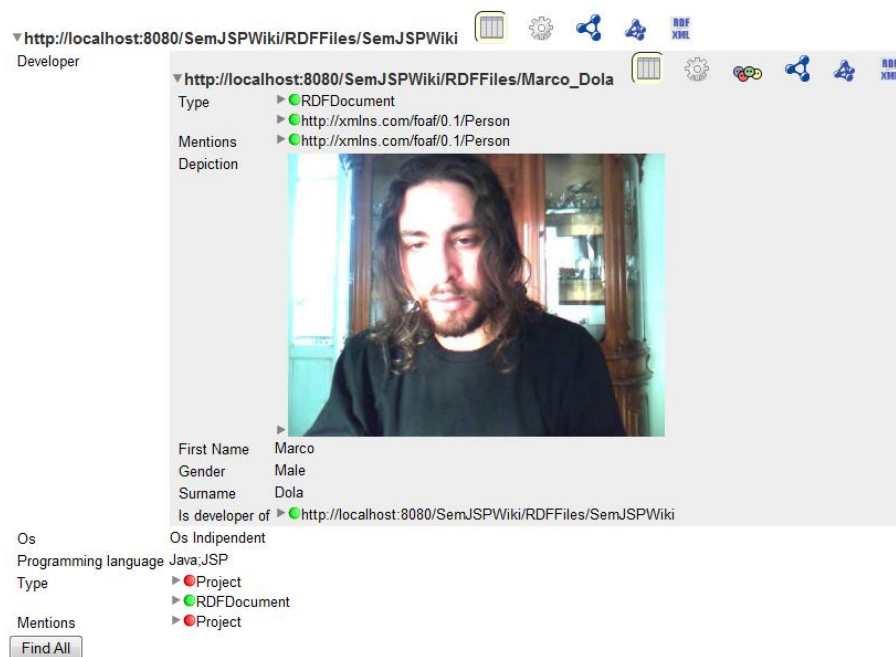 http://localhost:8080/SemJSPWiki/RDFFiles/SemJSPWiki RDF XML
Developer
http://localhost:8080/SemJSPWiki/RDFFiles/Marco_Dola RDF XML
Type RDFDocument
http://xmlns.com/foaf/0.1/Person
Mentions http://xmlns.com/foaf/0.1/Person
Depiction
First Name Marco
Gender Male
Surname Dola
Is developer of http://localhost:8080/SemJSPWiki/RDFFiles/SemJSPWiki
Os Os Indipendent
Programming language Java;JSP
Type Project
RDFDocument
Mentions Project
Find All